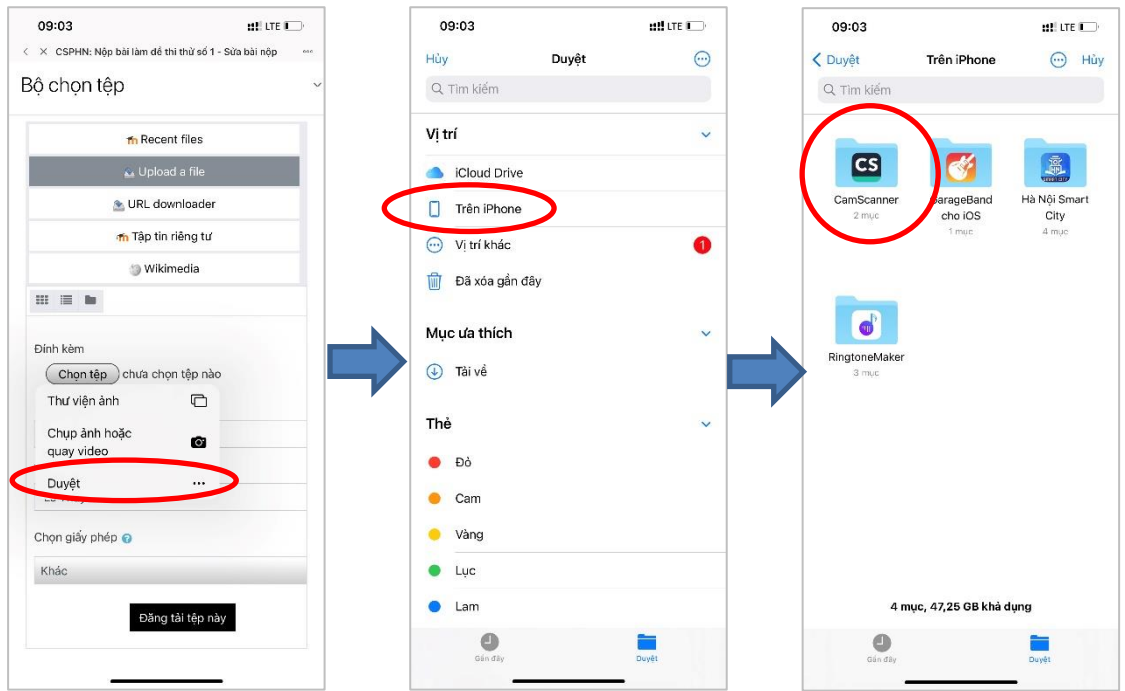 09:03
LTE
CSPHN: Nộp bài làm đề thi thử số 1 - Sửa bài nộp
Bộ chọn tệp
Recent files
Upload a file
URL downloader
Tập tin riêng tư
Wikimedia
Đính kèm
Chọn tệp chưa chọn tệp nào
Thư viện ảnh
Chụp ảnh hoặc
quay video
Duyệt
Chọn giấy phép
Khác
Đăng tải tệp này
09:03
LTE
Hủy Duyệt
Tìm kiếm
Vị trí
iCloud Drive
Trên iPhone
Vị trí khác 1
Đã xóa gần đây
Mục ưa thích
Tải về
Thẻ
Đỏ
Cam
Vàng
Lục
Lam
Gần đây Duyệt
09:03
LTE
Duyệt Trên iPhone Hủy
Tìm kiếm
CS
CamScanner
2 mục
GarageBand
cho iOS
1 mục
SMART CITY
Hà Nội Smart
City
4 mục
RingtoneMaker
3 mục
4 mục, 47,25 GB khả dụng
Gần đây Duyệt